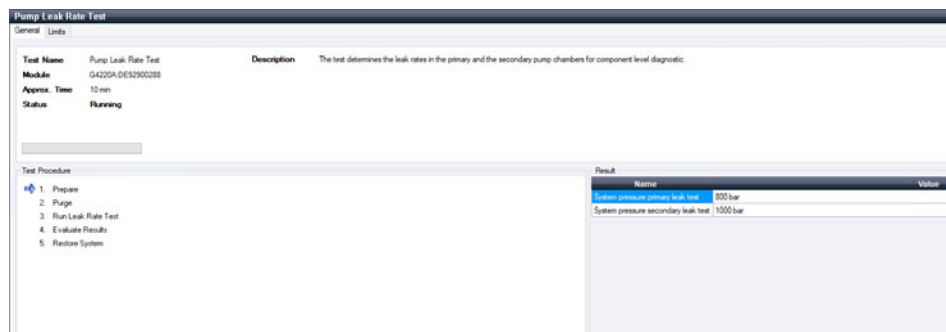 Pump Leak Rate Test
General Limits
Test Name Pump Leak Rate Test Description The test determines the leak rates in the primary and the secondary pump chambers for component level diagnostic.
Module G4220A:DE92900288
Approx. Time 10 min
Status Running
Test Procedure
1. Prepare
2. Purge
3. Run Leak Rate Test
4. Evaluate Results
5. Restore System
Result
Name Value
System pressure primary leak test 800 bar
System pressure secondary leak test 1000 bar